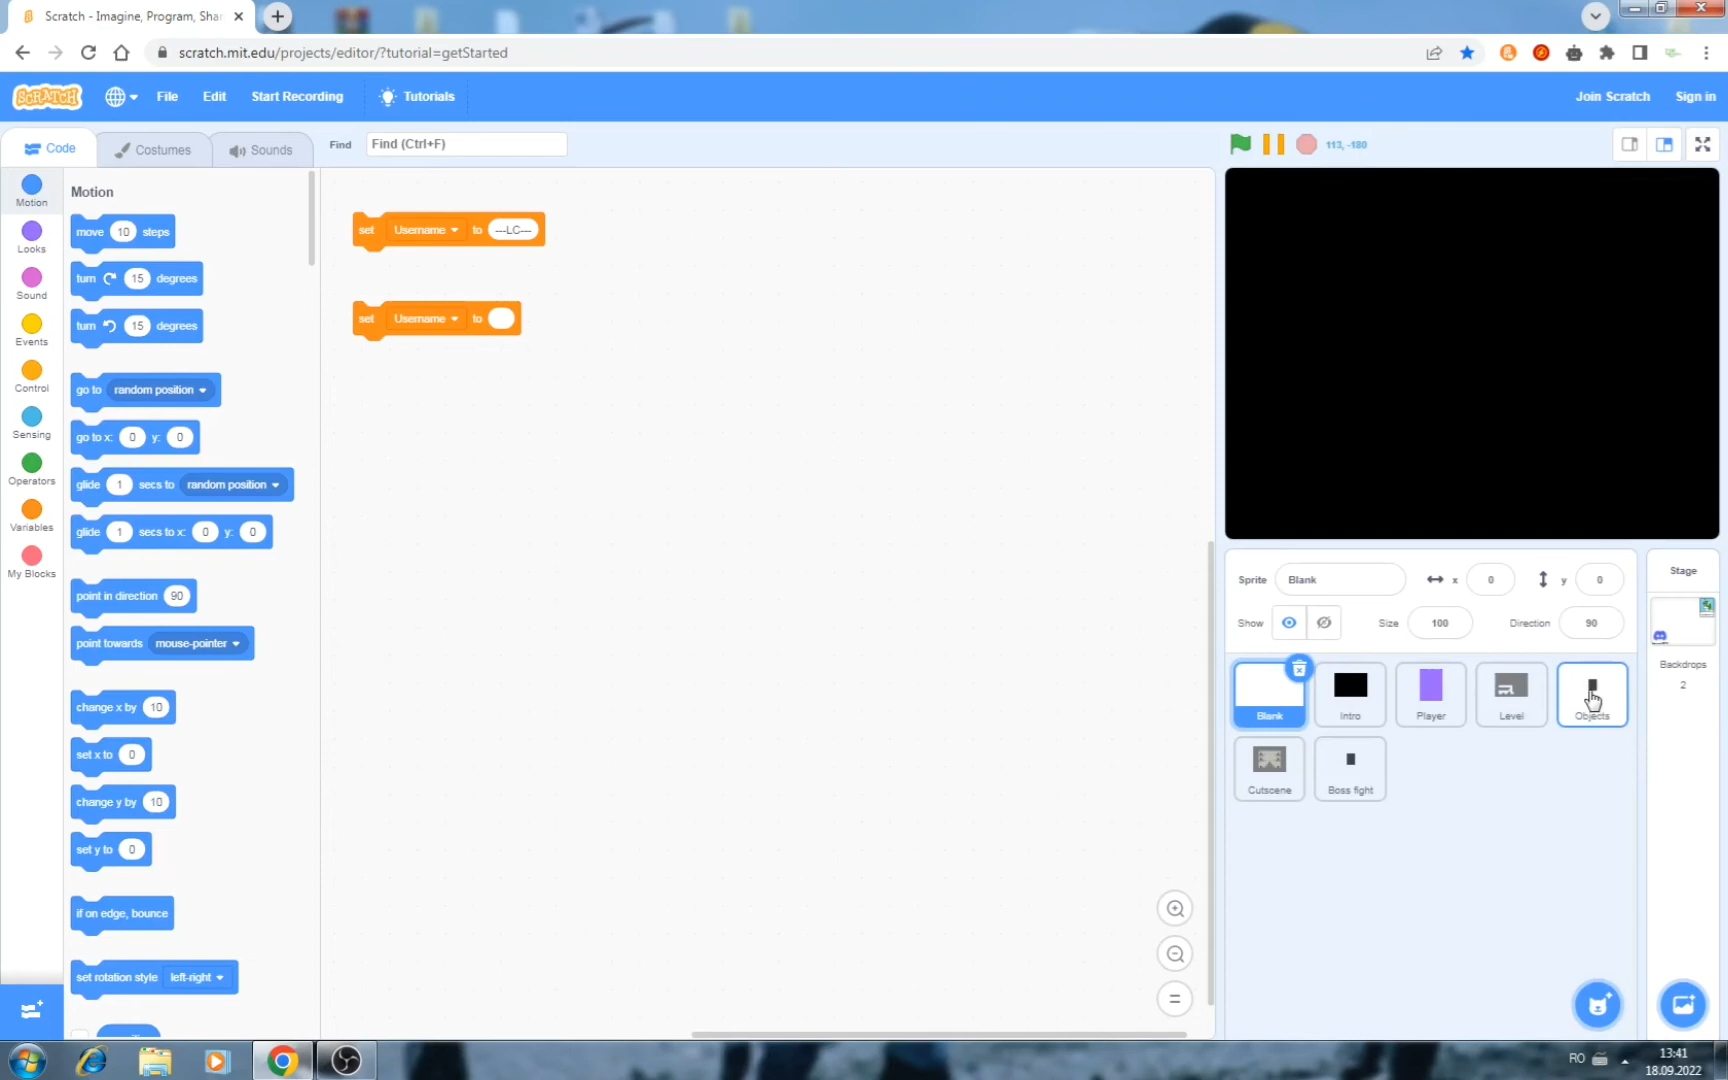 Scratch - Imagine, Program, Sha
scratch.mit.edu/projects/editor/?tutorial=getStarted
SCRATCH
File
Edit
Start Recording
Tutorials
Join Scratch
Sign in
Code
Costumes
Sounds
Find
Find (Ctrl+F)
113, -180
Motion
Looks
Sound
Events
Control
Sensing
Operators
Variables
My Blocks
Motion
move 10 steps
turn 15 degrees
turn 15 degrees
go to random position
go to x: 0 y: 0
glide 1 secs to random position
glide 1 secs to x: 0 y: 0
point in direction 90
point towards mouse-pointer
change x by 10
set x to 0
change y by 10
set y to 0
if on edge, bounce
set rotation style left-right
set Username to ---LC---
set Username to
Sprite Blank x 0 y 0
Show Size 100 Direction 90
Blank
Intro
Player
Level
Objects
Cutscene
Boss fight
Stage
Backdrops
2
RO
13:41
18.09.2022